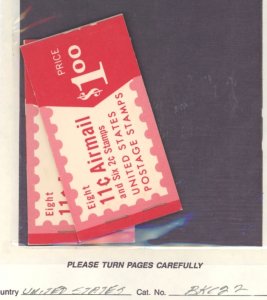 PRICE
$1.00
Eight
11¢ Airmail
and Six 2¢ Stamps
UNITED STATES
POSTAGE STAMPS
Eight
11¢
PLEASE TURN PAGES CAREFULLY
untry UNITED STATES Cat. No. BKC22